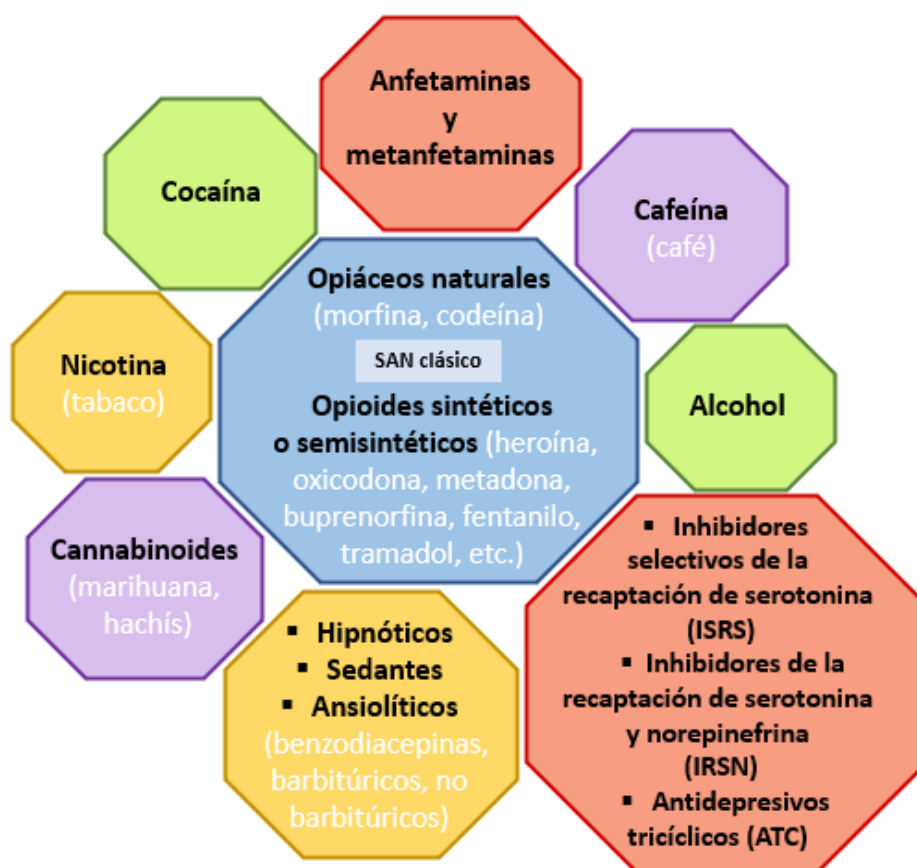 Anfetaminas
y
metanfetaminas
Cocaína
Cafeína
(café)
Opiáceos naturales
(morfina, codeína)
SAN clásico
Opioides sintéticos
o semisintéticos (heroína,
oxicodona, metadona,
buprenorfina, fentanilo,
tramadol, etc.)
Nicotina
(tabaco)
Alcohol
Cannabinoides
(marihuana,
hachís)
▪ Hipnóticos
▪ Sedantes
▪ Ansiolíticos
(benzodiacepinas,
barbitúricos, no
barbitúricos)
▪ Inhibidores
selectivos de la
recaptación de serotonina
(ISRS)
▪ Inhibidores de la
recaptación de serotonina
y norepinefrina
(IRSN)
▪ Antidepresivos
tricíclicos (ATC)